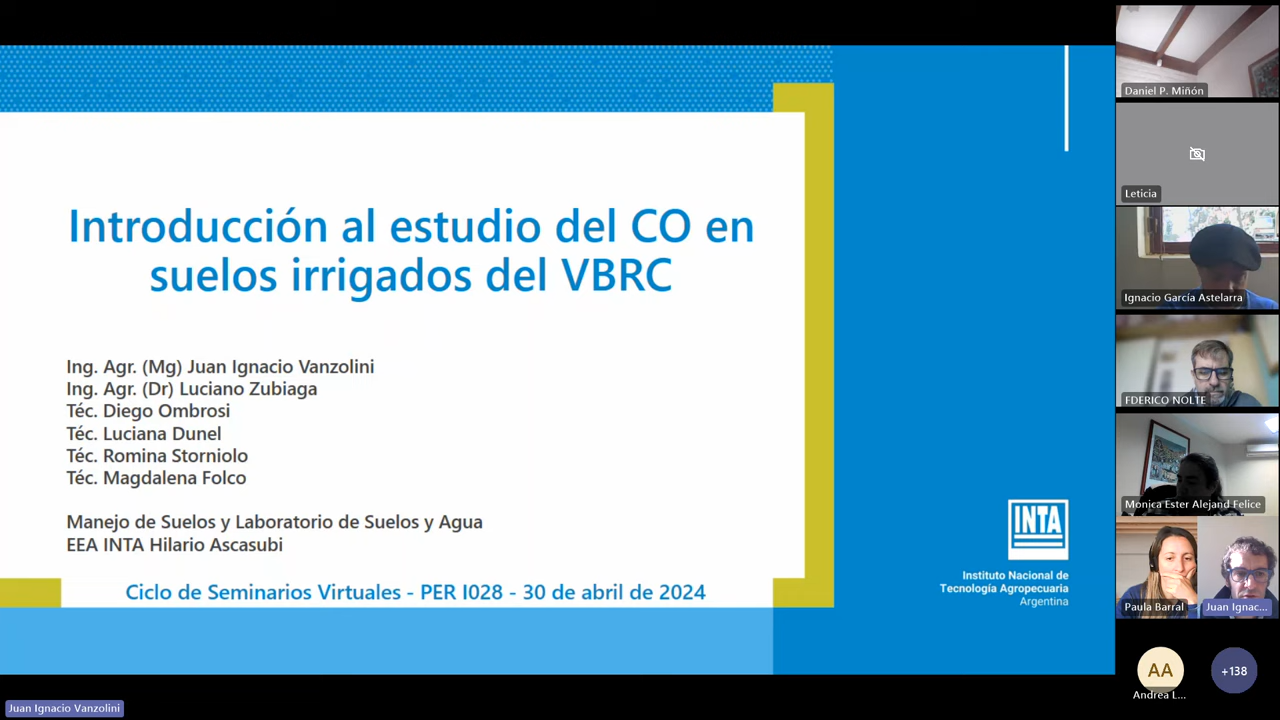 Introducción al estudio del CO en
suelos irrigados del VBRC
Ing. Agr. (Mg) Juan Ignacio Vanzolini
Ing. Agr. (Dr) Luciano Zubiaga
Téc. Diego Ombrosi
Téc. Luciana Dunel
Téc. Romina Storniolo
Téc. Magdalena Folco
Manejo de Suelos y Laboratorio de Suelos y Agua
EEA INTA Hilario Ascasubi
Ciclo de Seminarios Virtuales - PER I028 - 30 de abril de 2024
INTA
Instituto Nacional de
Tecnología Agropecuaria
Argentina
Daniel P. Miñón
Leticia
Ignacio García Astelarra
FDERICO NOLTE
Monica Ester Alejand Felice
Paula Barral
Juan Ignac...
AA
Andrea L...
+138
Juan Ignacio Vanzolini